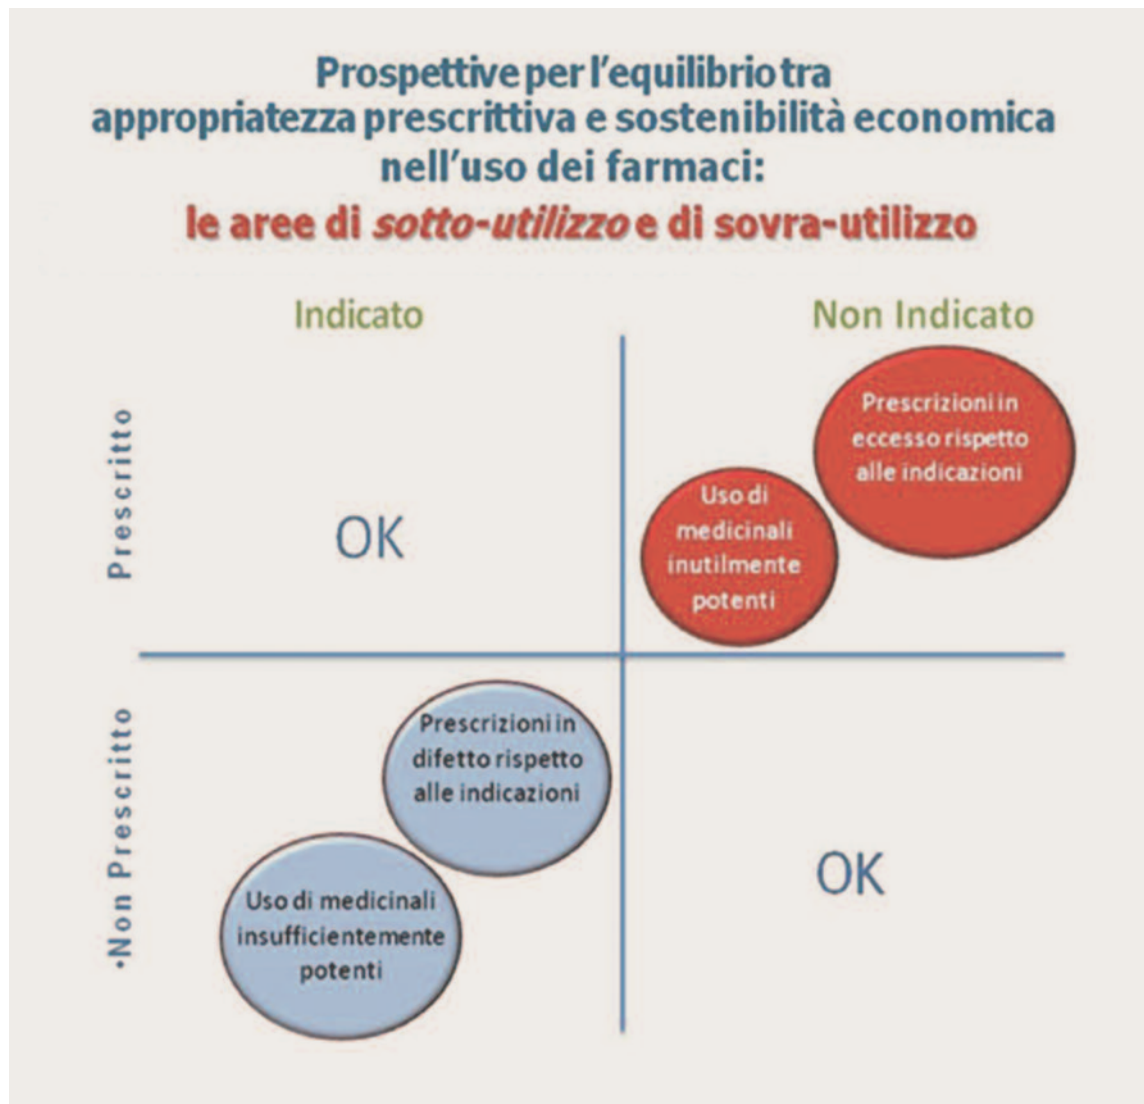 Prospettive per l'equilibrio tra
appropriatezza prescrittiva e sostenibilità economica
nell'uso dei farmaci:
le aree di sotto-utilizzo e di sovra-utilizzo
Indicato
Non Indicato
Prescritto
OK
Uso di
medicinali
inutilmente
potenti
Prescrizioni in
eccesso rispetto
alle indicazioni
•Non Prescritto
Prescrizioni in
difetto rispetto
alle indicazioni
Uso di medicinali
insufficientemente
potenti
OK